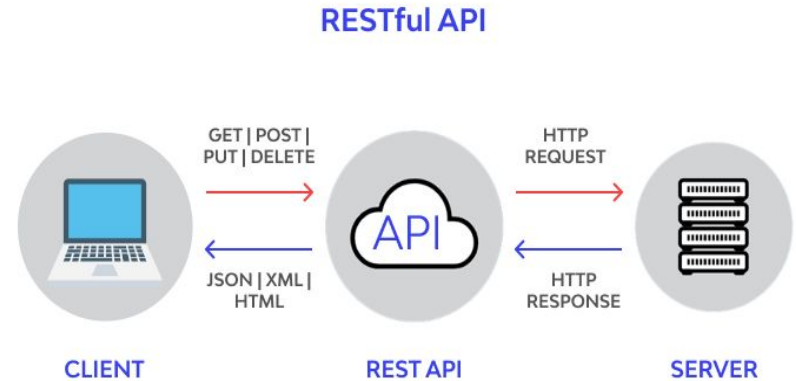 RESTful API
GET | POST |
PUT | DELETE
HTTP
REQUEST
API
JSON | XML |
HTML
HTTP
RESPONSE
CLIENT
REST API
SERVER